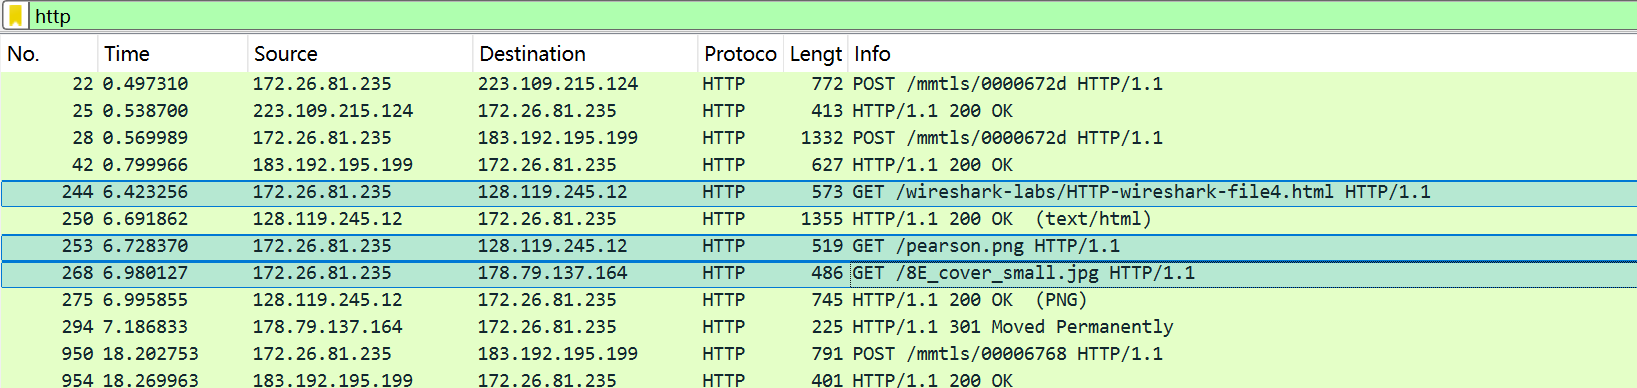 http
No. Time Source Destination Protoco Lengt Info
22 0.497310 172.26.81.235 223.109.215.124 HTTP 772 POST /mmtls/0000672d HTTP/1.1
25 0.538700 223.109.215.124 172.26.81.235 HTTP 413 HTTP/1.1 200 OK
28 0.569989 172.26.81.235 183.192.195.199 HTTP 1332 POST /mmtls/0000672d HTTP/1.1
42 0.799966 183.192.195.199 172.26.81.235 HTTP 627 HTTP/1.1 200 OK
244 6.423256 172.26.81.235 128.119.245.12 HTTP 573 GET /wireshark-labs/HTTP-wireshark-file4.html HTTP/1.1
250 6.691862 128.119.245.12 172.26.81.235 HTTP 1355 HTTP/1.1 200 OK (text/html)
253 6.728370 172.26.81.235 128.119.245.12 HTTP 519 GET /pearson.png HTTP/1.1
268 6.980127 172.26.81.235 178.79.137.164 HTTP 486 GET /8E_cover_small.jpg HTTP/1.1
275 6.995855 128.119.245.12 172.26.81.235 HTTP 745 HTTP/1.1 200 OK (PNG)
294 7.186833 178.79.137.164 172.26.81.235 HTTP 225 HTTP/1.1 301 Moved Permanently
950 18.202753 172.26.81.235 183.192.195.199 HTTP 791 POST /mmtls/00006768 HTTP/1.1
954 18.269963 183.192.195.199 172.26.81.235 HTTP 401 HTTP/1.1 200 OK